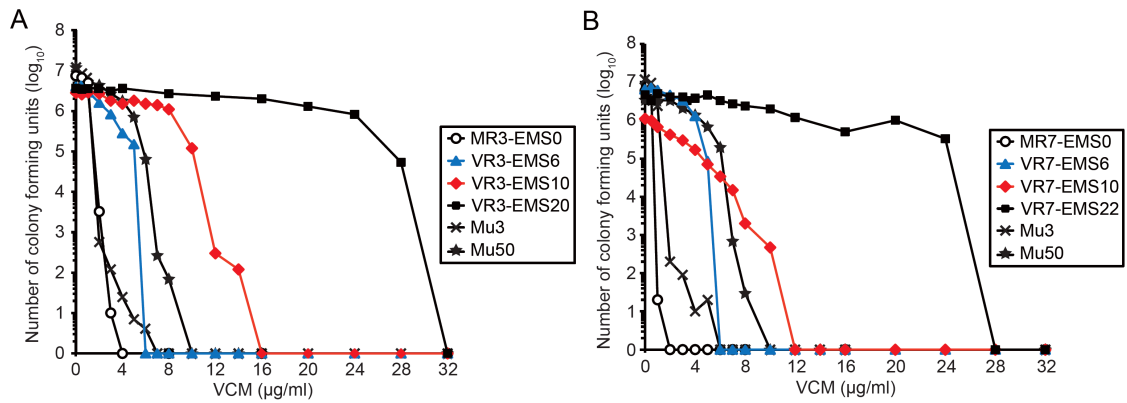 A
Number of colony forming units (log10)
8
7
6
5
4
3
2
1
0
0 4 8 12 16 20 24 28 32
VCM (µg/ml)
MR3-EMS0
VR3-EMS6
VR3-EMS10
VR3-EMS20
Mu3
Mu50
B
Number of colony forming units (log10)
8
7
6
5
4
3
2
1
0
0 4 8 12 16 20 24 28 32
VCM (µg/ml)
MR7-EMS0
VR7-EMS6
VR7-EMS10
VR7-EMS22
Mu3
Mu50